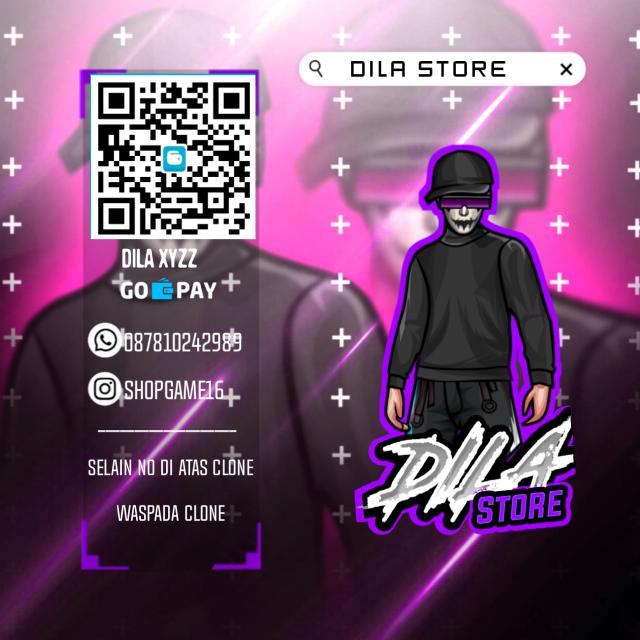 DILA STORE
DILA XYZZ
GO PAY
087810242989
SHOPGAME16
SELAIN NO DI ATAS CLONE
WASPADA CLONE
DILA
STORE